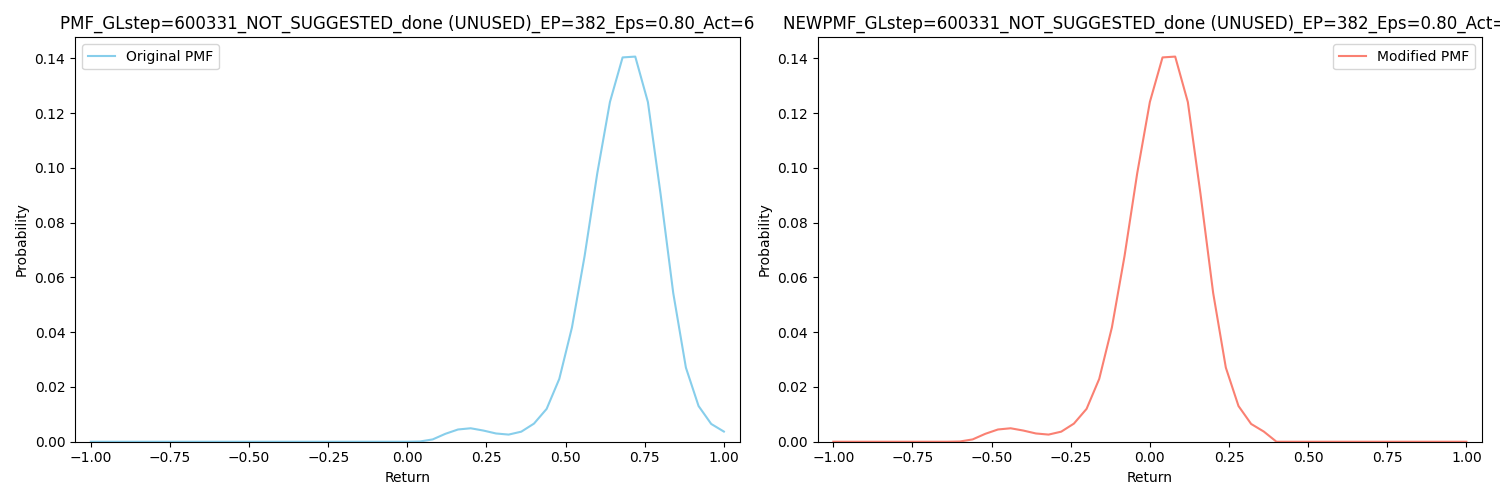 PMF_GLstep=600331_NOT_SUGGESTED_done (UNUSED)_EP=382_Eps=0.80_Act=6
Original PMF
Probability
0.14
0.12
0.10
0.08
0.06
0.04
0.02
0.00
−1.00 −0.75 −0.50 −0.25 0.00 0.25 0.50 0.75 1.00
Return
NEWPMF_GLstep=600331_NOT_SUGGESTED_done (UNUSED)_EP=382_Eps=0.80_Act=
Modified PMF
Probability
0.14
0.12
0.10
0.08
0.06
0.04
0.02
0.00
−1.00 −0.75 −0.50 −0.25 0.00 0.25 0.50 0.75 1.00
Return